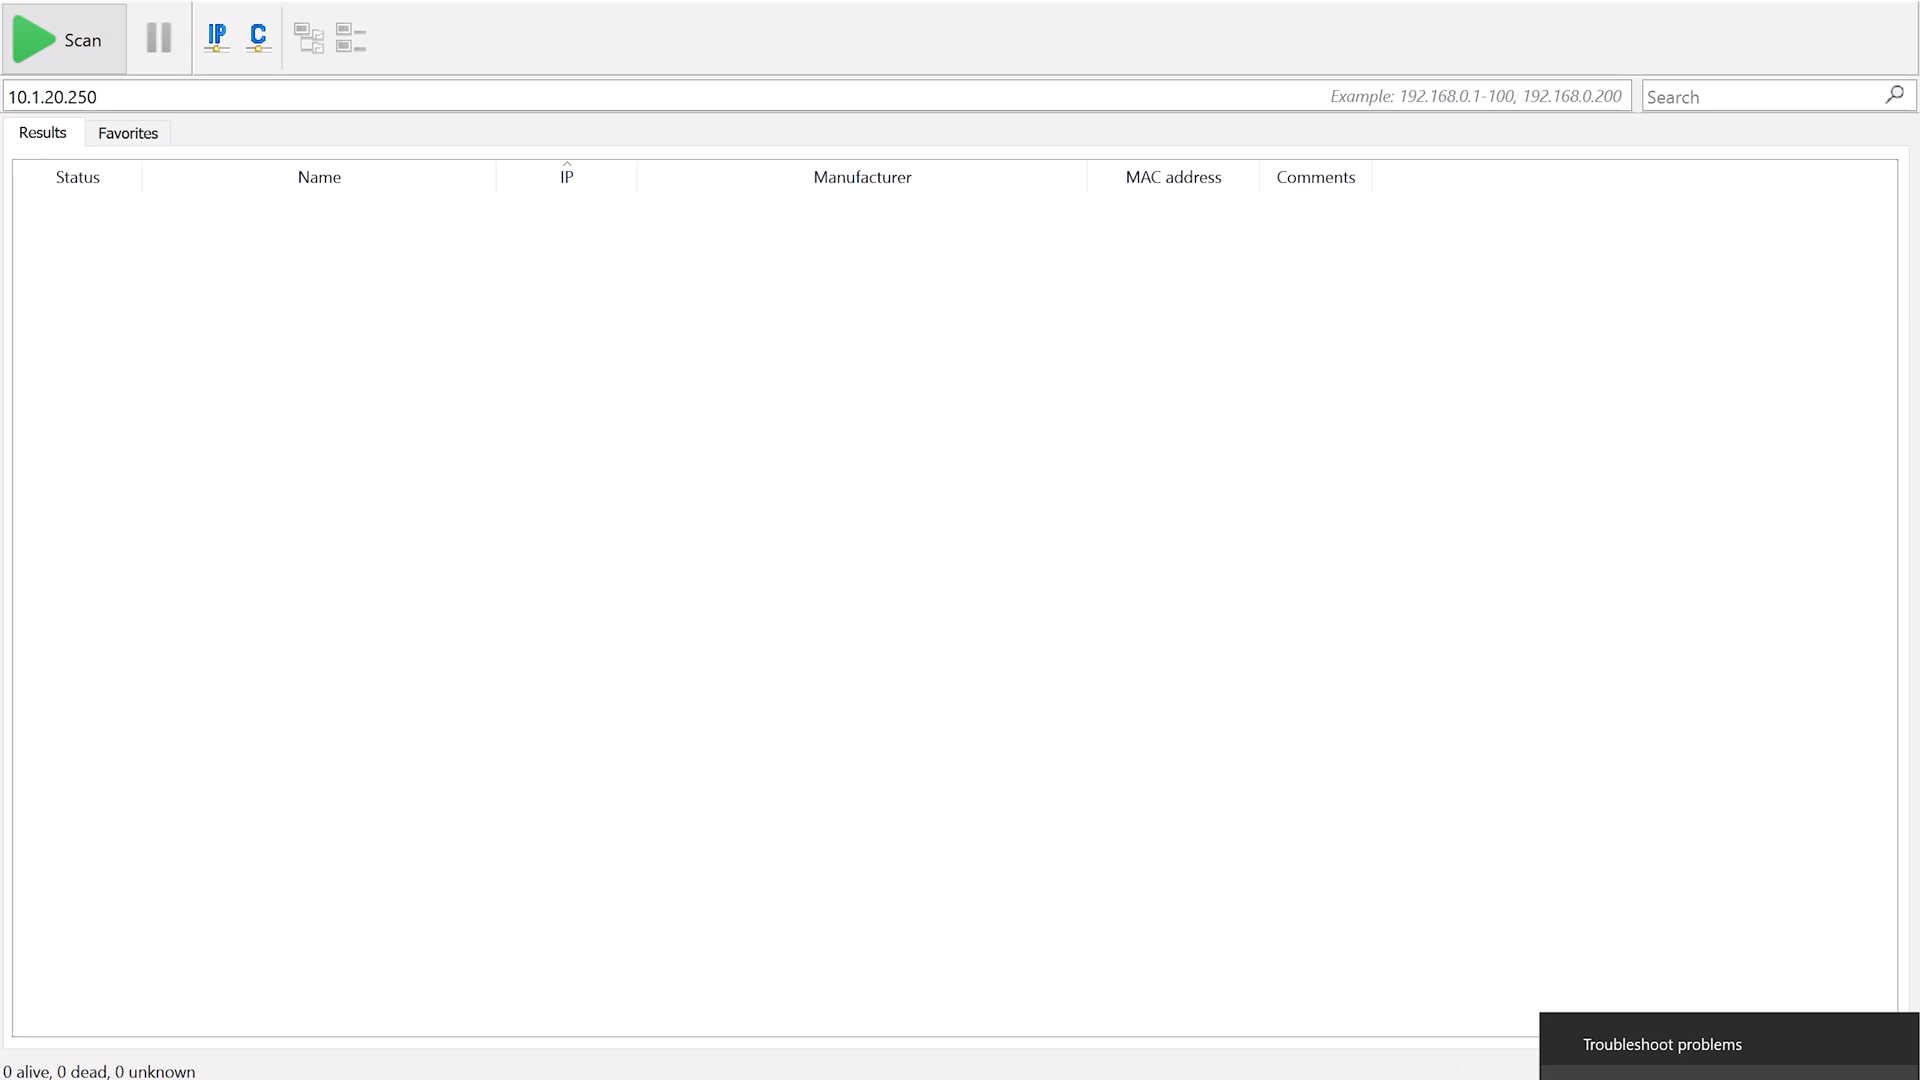 Scan
IP
C
10.1.20.250
Example: 192.168.0.1-100, 192.168.0.200
Search
Results
Favorites
Status
Name
IP
Manufacturer
MAC address
Comments
Troubleshoot problems
0 alive, 0 dead, 0 unknown